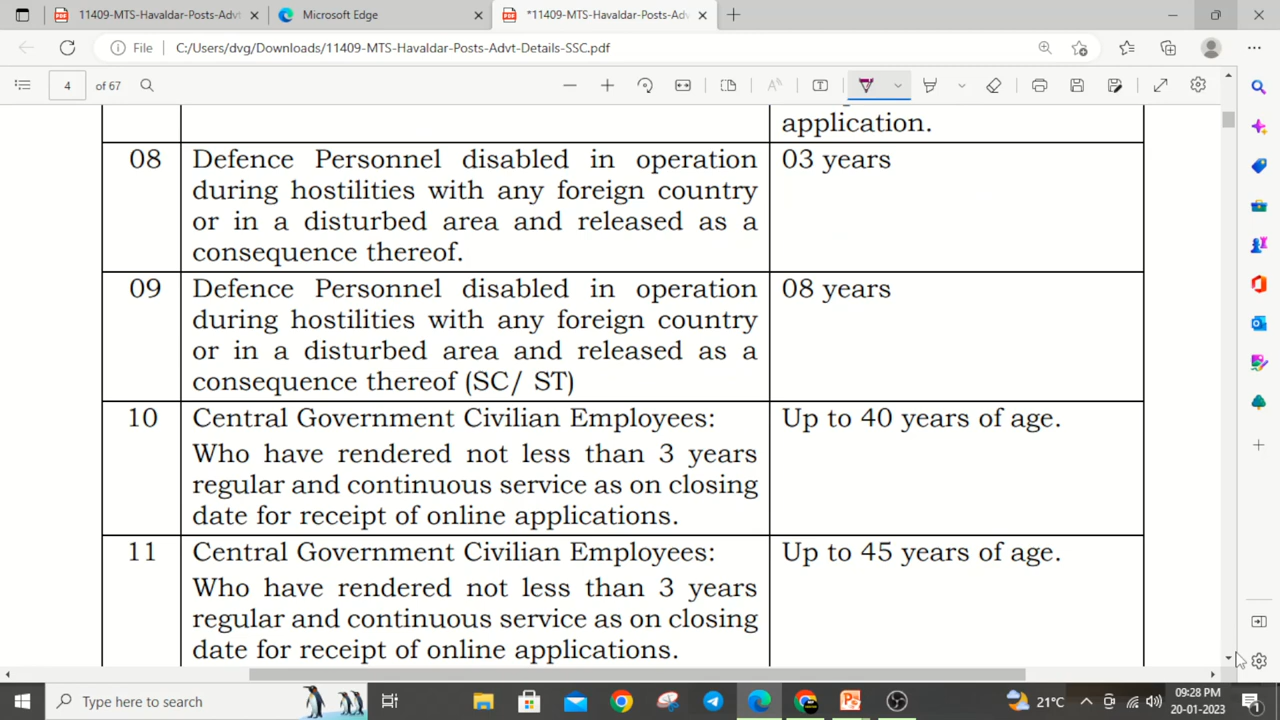 11409-MTS-Havaldar-Posts-Advt
Microsoft Edge
*11409-MTS-Havaldar-Posts-Adv
File
C:/Users/dvg/Downloads/11409-MTS-Havaldar-Posts-Advt-Details-SSC.pdf
4 of 67
application.
08 Defence Personnel disabled in operation 03 years
during hostilities with any foreign country
or in a disturbed area and released as a
consequence thereof.
09 Defence Personnel disabled in operation 08 years
during hostilities with any foreign country
or in a disturbed area and released as a
consequence thereof (SC/ ST)
10 Central Government Civilian Employees: Up to 40 years of age.
Who have rendered not less than 3 years
regular and continuous service as on closing
date for receipt of online applications.
11 Central Government Civilian Employees: Up to 45 years of age.
Who have rendered not less than 3 years
regular and continuous service as on closing
date for receipt of online applications.
Type here to search
21°C
09:28 PM
20-01-2023